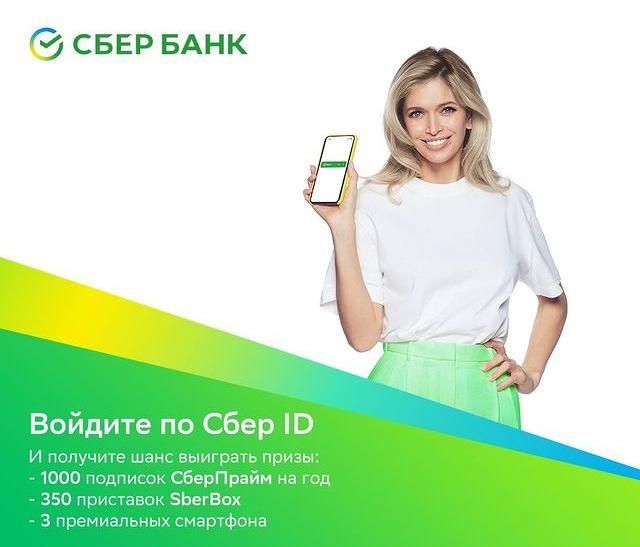 СБЕР БАНК
Войдите по Сбер ID
И получите шанс выиграть призы:
- 1000 подписок СберПрайм на год
- 350 приставок SberBox
- 3 премиальных смартфона